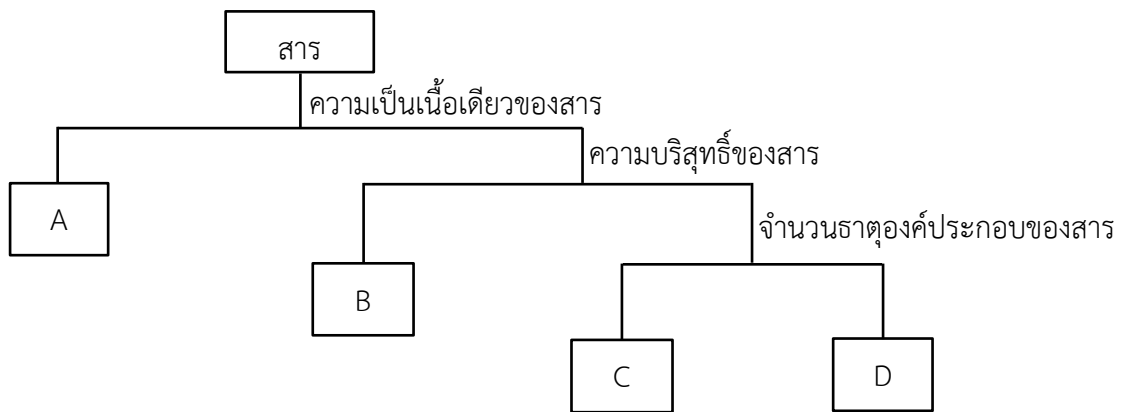 สาร
ความเป็นเนื้อเดียวของสาร
ความบริสุทธิ์ของสาร
A
จำนวนธาตุองค์ประกอบของสาร
B
C
D